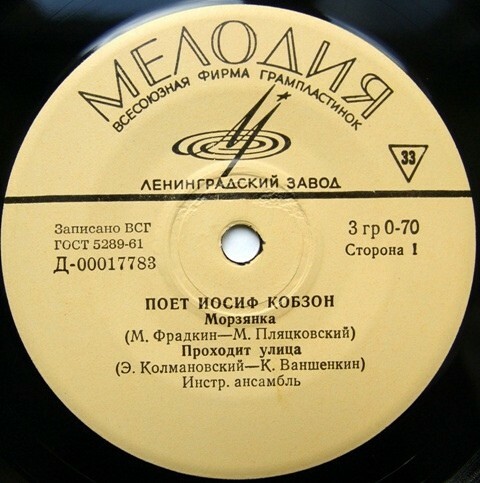 МЕЛОДИЯ
ВСЕСОЮЗНАЯ ФИРМА ГРАМПЛАСТИНОК
33
ЛЕНИНГРАДСКИЙ ЗАВОД
Записано ВСГ
ГОСТ 5289-61
Д-00017783
3 гр 0-70
Сторона 1
ПОЕТ ИОСИФ КОБЗОН
Морзянка
(М. Фрадкин—М. Пляцковский)
Проходит улица
(Э. Колмановский—К. Ваншенкин)
Инстр. ансамбль